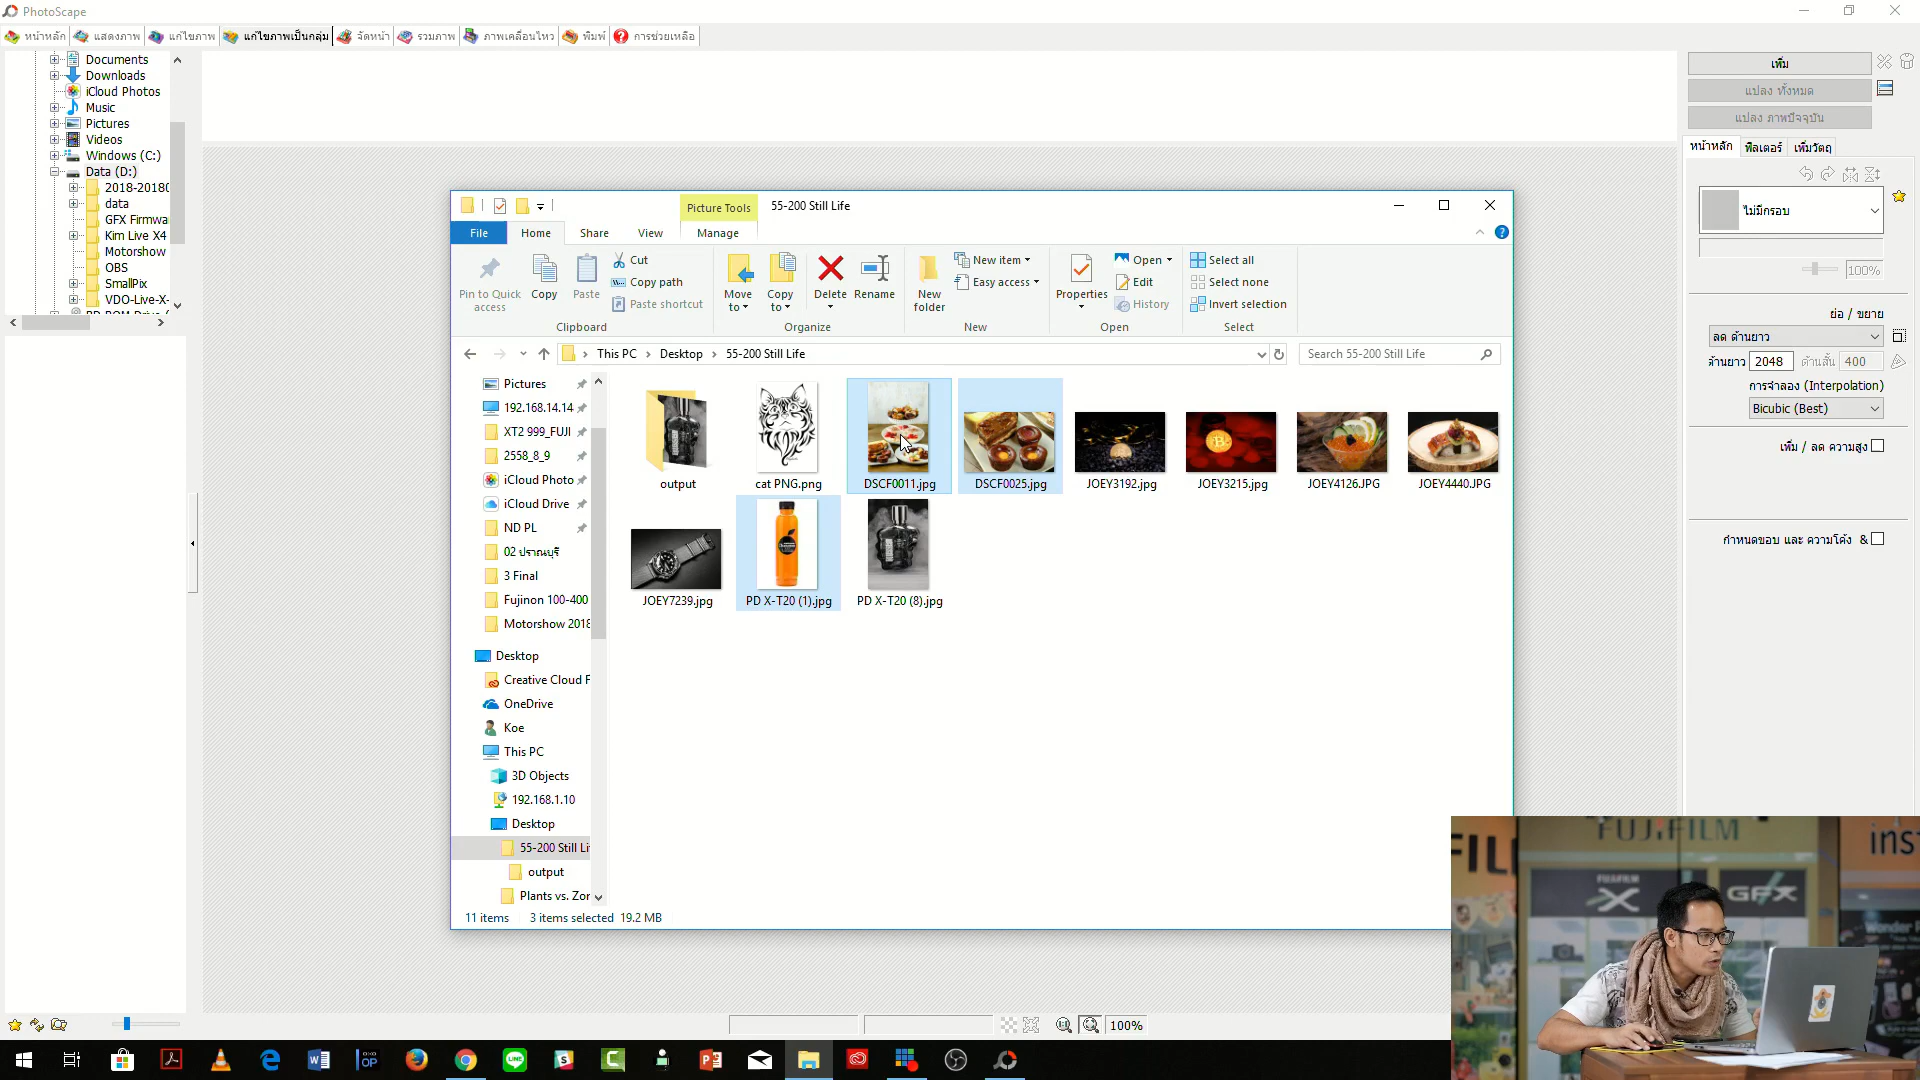 PhotoScape
หน้าหลัก แสดงภาพ แก้ไขภาพ แก้ไขภาพเป็นกลุ่ม จัดหน้า รวมภาพ ภาพเคลื่อนไหว พิมพ์ การช่วยเหลือ
Documents
Downloads
iCloud Photos
Music
Pictures
Videos
Windows (C:)
Data (D:)
2018-20180
data
GFX Firmwa
Kim Live X4
Motorshow
OBS
SmallPix
VDO-Live-X-
เพิ่ม
แปลง ทั้งหมด
แปลง ภาพปัจจุบัน
หน้าหลัก ฟิลเตอร์ เพิ่มวัตถุ
ไม่มีกรอบ
100%
ย่อ / ขยาย
ลด ด้านยาว
ด้านยาว 2048 ด้านสั้น 400
การจำลอง (Interpolation)
Bicubic (Best)
เพิ่ม / ลด ความสูง
กำหนดขอบ และ ความโค้ง &
Picture Tools 55-200 Still Life
File Home Share View Manage
Pin to Quick access
Copy
Paste
Cut
Copy path
Paste shortcut
Clipboard
Move to
Copy to
Delete
Rename
Organize
New folder
New item
Easy access
New
Properties
Open
Edit
History
Open
Select all
Select none
Invert selection
Select
This PC > Desktop > 55-200 Still Life
Search 55-200 Still Life
Pictures
192.168.14.14
XT2 999_FUJI
2558_8_9
iCloud Photo
iCloud Drive
ND PL
02 ปราณบุรี
3 Final
Fujinon 100-400
Motorshow 2018
Desktop
Creative Cloud F
OneDrive
Koe
This PC
3D Objects
192.168.1.10
Desktop
55-200 Still Li
output
Plants vs. Zor
output
cat PNG.png
DSCF0011.jpg
DSCF0025.jpg
JOEY3192.jpg
JOEY3215.jpg
JOEY4126.JPG
JOEY4440.JPG
JOEY7239.jpg
PD X-T20 (1).jpg
PD X-T20 (8).jpg
11 items 3 items selected 19.2 MB
100%
FUJIFILM
ins
FUJIFILM
X
GFX